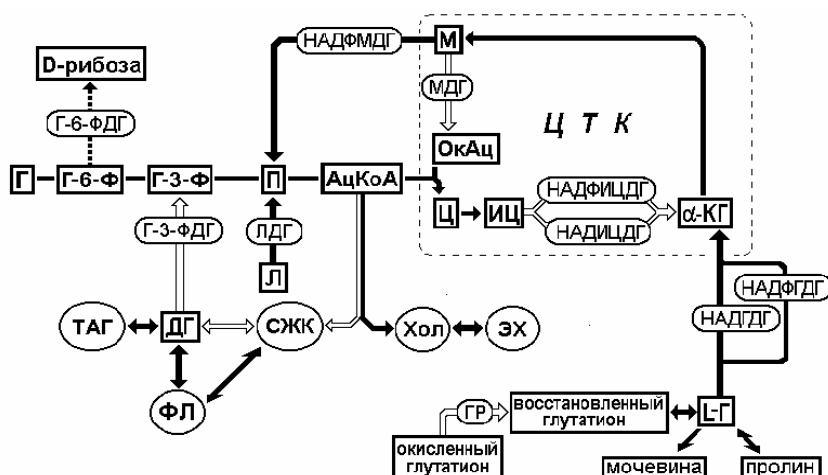 НАДФМДГ
М
D-рибоза
МДГ
Ц Т К
Г-6-ФДГ
ОкАц
НАДФИЦДГ
Г
Г-6-Ф
Г-3-Ф
П
АцКоА
Ц
ИЦ
α-КГ
НАДИЦДГ
Г-3-ФДГ
ЛДГ
Л
НАДФГДГ
НАДГДГ
ТАГ
ДГ
СЖК
Хол
ЭХ
ФЛ
ГР
восстановленный
глутатион
L-Г
окисленный
глутатион
мочевина
пролин